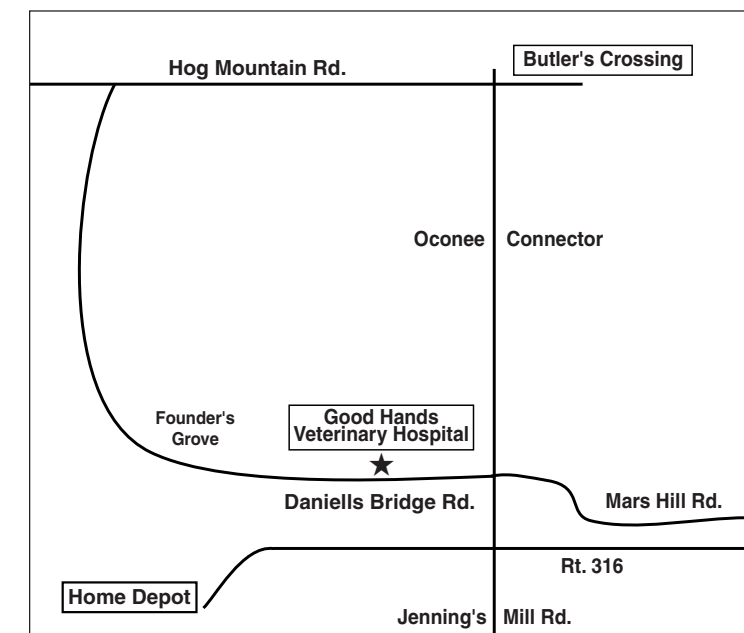 Butler's Crossing
Hog Mountain Rd.
Oconee Connector
Founder's
Grove
Good Hands
Veterinary Hospital
Daniells Bridge Rd.
Mars Hill Rd.
Rt. 316
Home Depot
Jenning's Mill Rd.